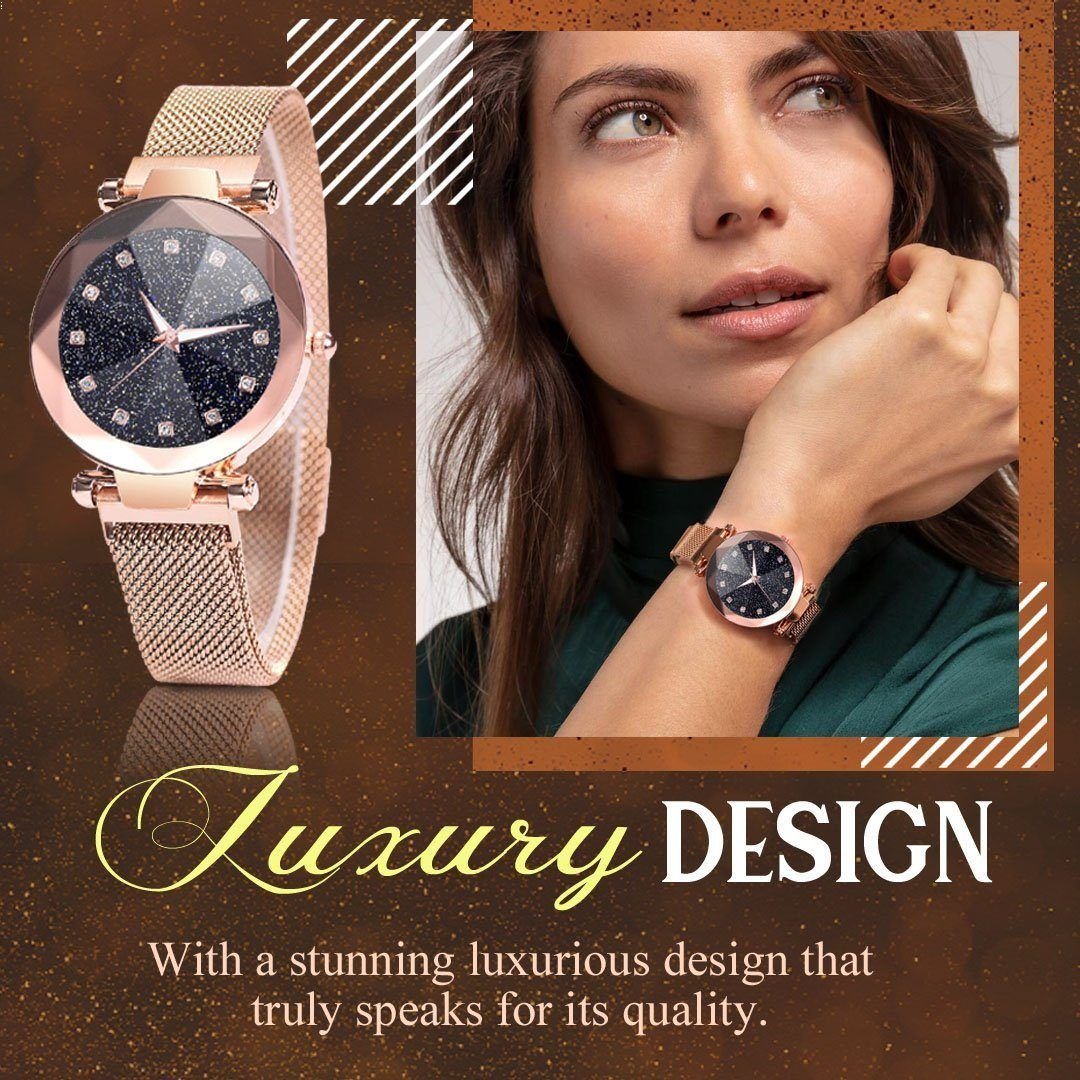 Luxury DESIGN
With a stunning luxurious design that
truly speaks for its quality.